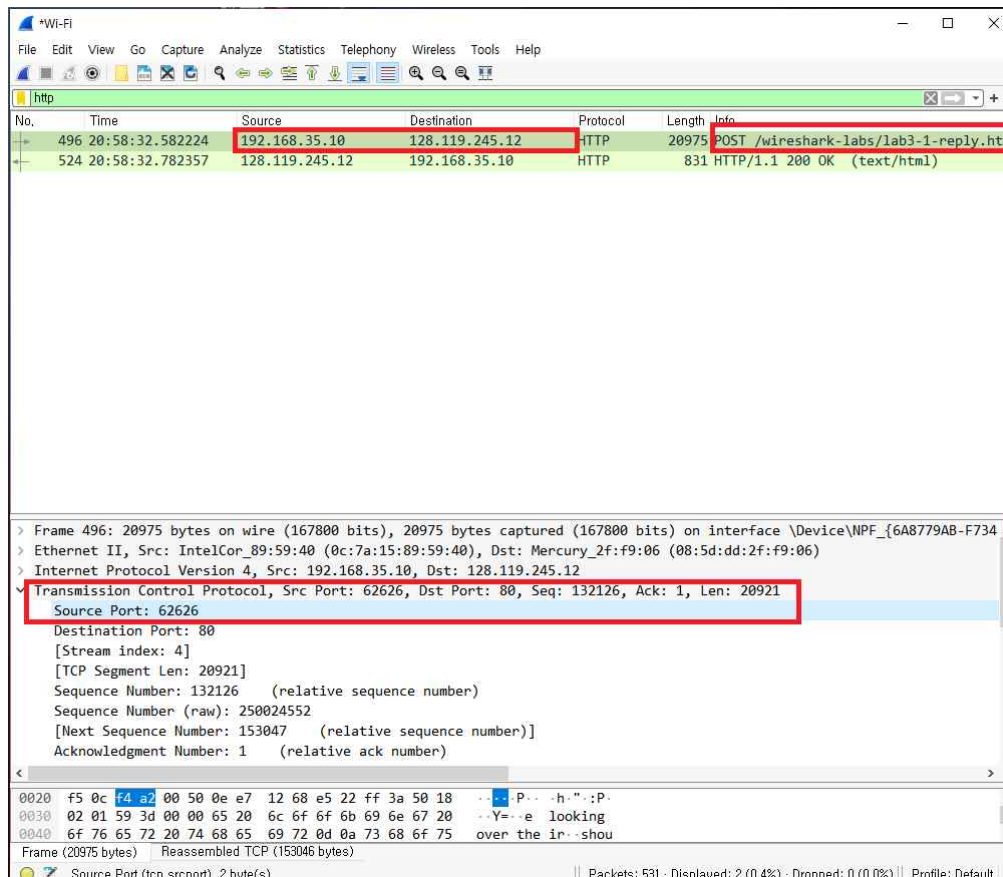 *Wi-Fi
File Edit View Go Capture Analyze Statistics Telephony Wireless Tools Help
http
No. Time Source Destination Protocol Length Info
496 20:58:32.582224 192.168.35.10 128.119.245.12 HTTP 20975 POST /wireshark-labs/lab3-1-reply.ht
524 20:58:32.782357 128.119.245.12 192.168.35.10 HTTP 831 HTTP/1.1 200 OK (text/html)
Frame 496: 20975 bytes on wire (167800 bits), 20975 bytes captured (167800 bits) on interface \Device\NPF_{6A8779AB-F734
Ethernet II, Src: IntelCor_89:59:40 (0c:7a:15:89:59:40), Dst: Mercury_2f:f9:06 (08:5d:dd:2f:f9:06)
Internet Protocol Version 4, Src: 192.168.35.10, Dst: 128.119.245.12
Transmission Control Protocol, Src Port: 62626, Dst Port: 80, Seq: 132126, Ack: 1, Len: 20921
Source Port: 62626
Destination Port: 80
[Stream index: 4]
[TCP Segment Len: 20921]
Sequence Number: 132126 (relative sequence number)
Sequence Number (raw): 250024552
[Next Sequence Number: 153047 (relative sequence number)]
Acknowledgment Number: 1 (relative ack number)
0020 f5 0c f4 a2 00 50 0e e7 12 68 e5 22 ff 3a 50 18 ·····P·· ·h·"·:P·
0030 02 01 59 3d 00 00 65 20 6c 6f 6f 6b 69 6e 67 20 ··Y=··e looking
0040 6f 76 65 72 20 74 68 65 69 72 0d 0a 73 68 6f 75 over the ir··shou
Frame (20975 bytes) Reassembled TCP (153046 bytes)
Source Port (tcp.srcport), 2 byte(s) Packets: 531 · Displayed: 2 (0.4%) · Dropped: 0 (0.0%) Profile: Default